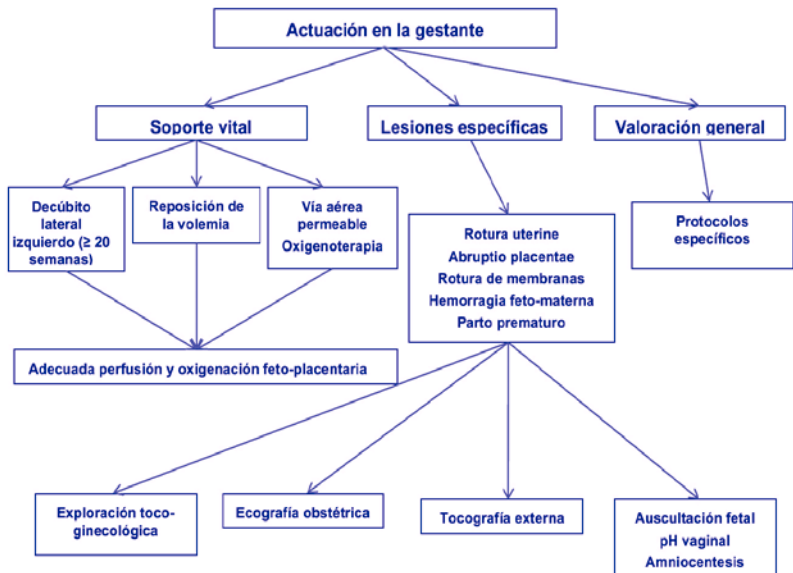 Actuación en la gestante
Soporte vital
Lesiones específicas
Valoración general
Decúbito
lateral
izquierdo (≥ 20
semanas)
Reposición de
la volemia
Vía aérea
permeable
Oxigenoterapia
Rotura uterine
Abruptio placentae
Rotura de membranas
Hemorragia feto-materna
Parto prematuro
Protocolos
específicos
Adecuada perfusión y oxigenación feto-placentaria
Exploración toco-
ginecológica
Ecografía obstétrica
Tocografía externa
Auscultación fetal
pH vaginal
Amniocentesis